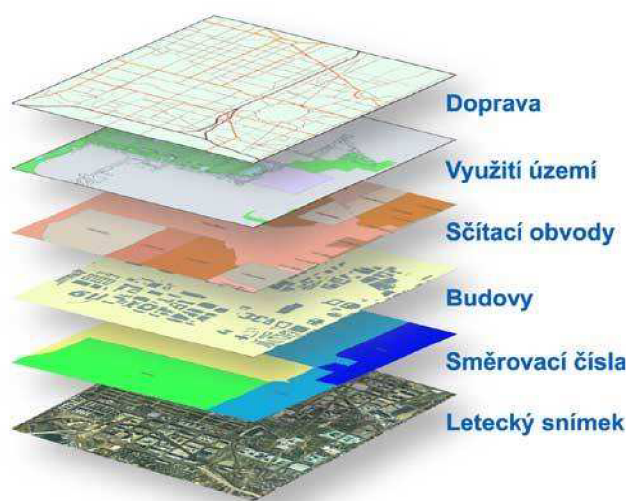 Doprava
Využití území
Sčítací obvody
Budovy
Směrovací čísla
Letecký snímek